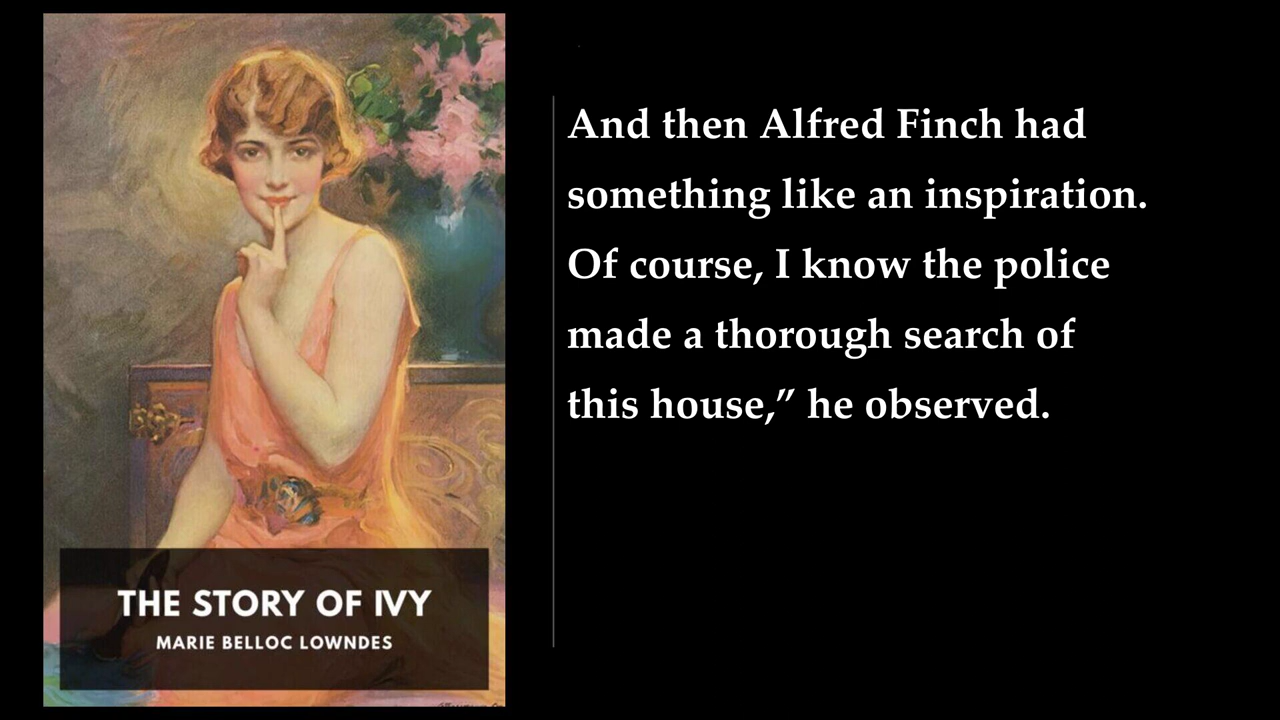 And then Alfred Finch had
something like an inspiration.
Of course, I know the police
made a thorough search of
this house,” he observed.
THE STORY OF IVY
MARIE BELLOC LOWNDES